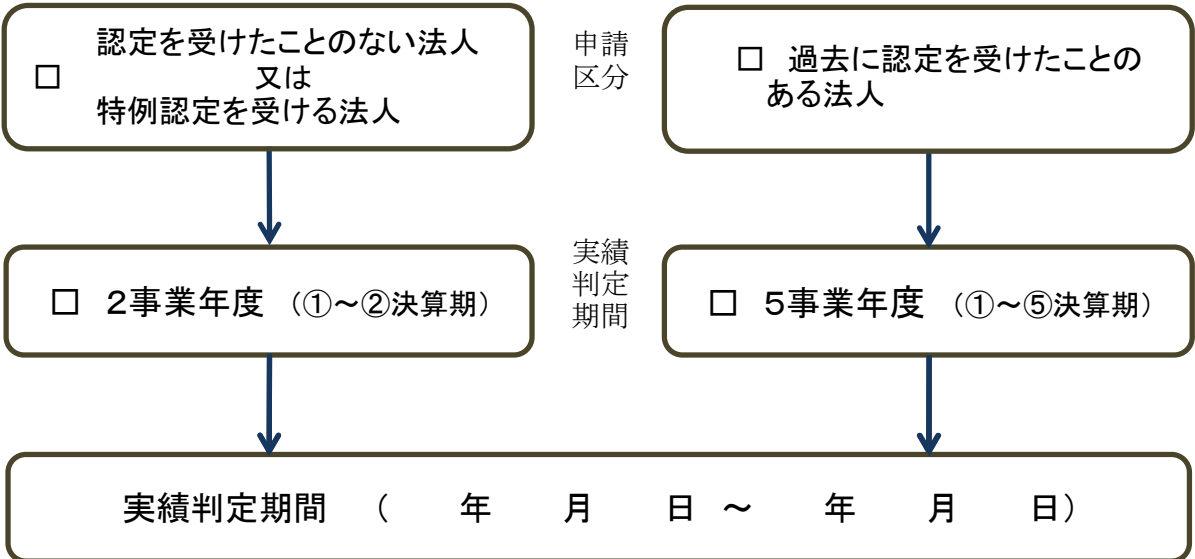 認定を受けたことのない法人
□ 又は
特例認定を受ける法人
申請
区分
□ 過去に認定を受けたことの
ある法人
□ 2事業年度 (①~②決算期)
実績
判定
期間
□ 5事業年度 (①~⑤決算期)
実績判定期間 ( 年 月 日 ~ 年 月 日)